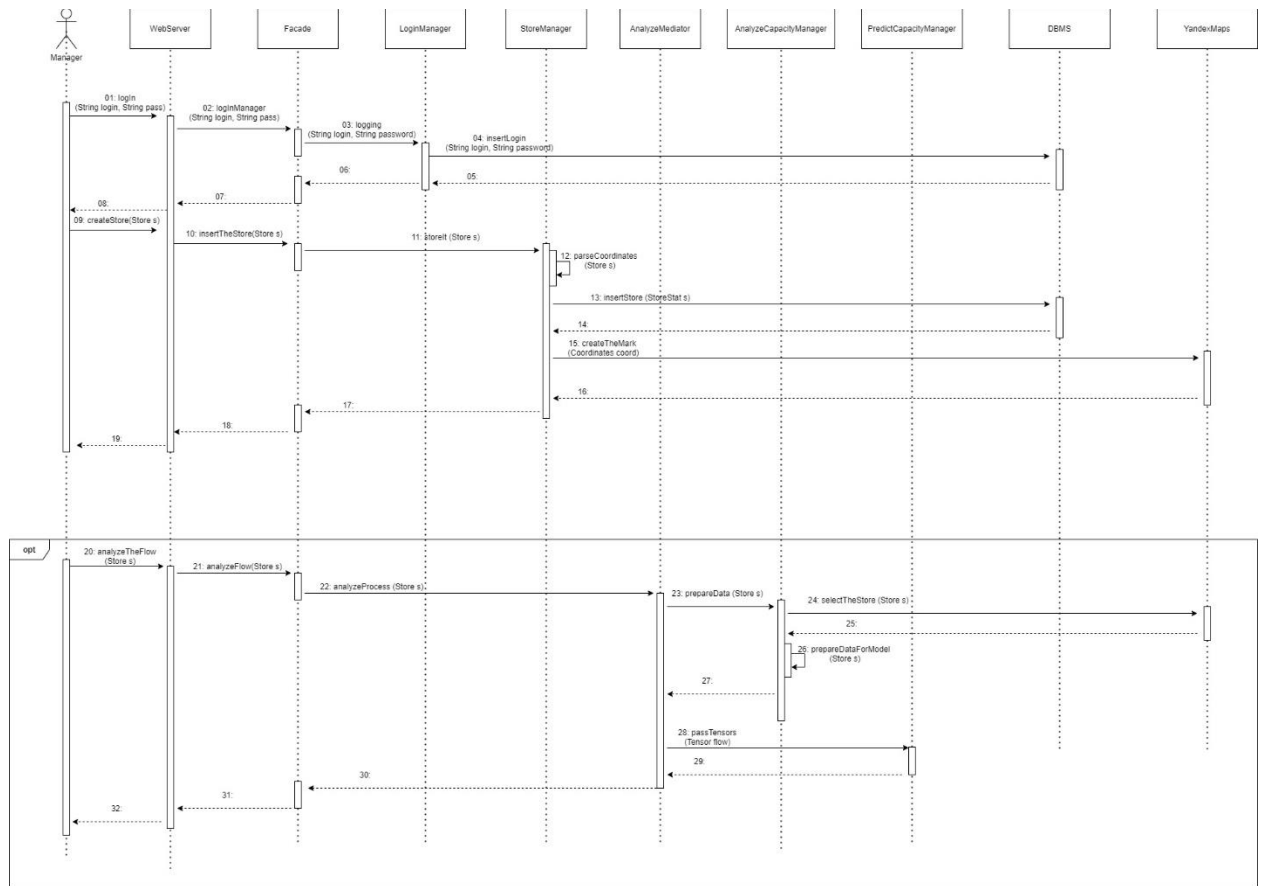 WebServer
Facade
LoginManager
StoreManager
AnalyzeMediator
AnalyzeCapacityManager
PredictCapacityManager
DBMS
YandexMaps
Manager
01: logIn
(String login, String pass)
02: logInManager
(String login, String pass)
03: logging
(String login, String password)
04: insertLogin
(String login, String password)
05:
06:
07:
08:
09: createStore(Store s)
10: insertTheStore(Store s)
11: storeIt (Store s)
12: parseCoordinates
(Store s)
13: insertStore (StoreStat s)
14:
15: createTheMark
(Coordinates coord)
16:
17:
18:
19:
opt
20: analyzeTheFlow
(Store s)
21: analyzeFlow(Store s)
22: analyzeProcess (Store s)
23: prepareData (Store s)
24: selectTheStore (Store s)
25:
26: prepareDataForModel
(Store s)
27:
28: passTensors
(Tensor flow)
29:
30:
31:
32: